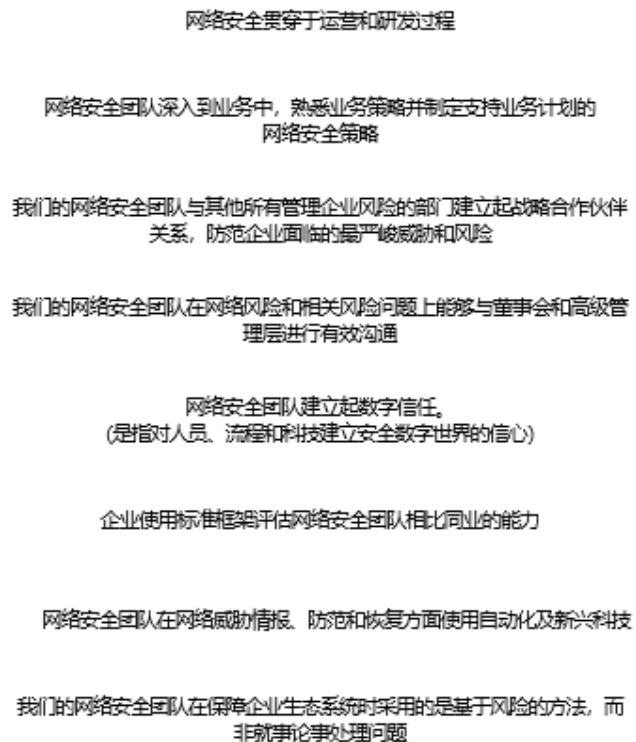 网络安全贯穿于运营和研发过程
网络安全团队深入到业务中，熟悉业务策略并制定支持业务计划的
网络安全策略
我们的网络安全团队与其他所有管理企业风险的部门建立起战略合作伙伴
关系，防范企业面临的最严峻威胁和风险
我们的网络安全团队在网络风险和相关风险问题上能够与董事会和高级管
理层进行有效沟通
网络安全团队建立起数字信任。
(是指对人员、流程和科技建立安全数字世界的信心)
企业使用标准框架评估网络安全团队相比同业的能力
网络安全团队在网络威胁情报、防范和恢复方面使用自动化及新兴科技
我们的网络安全团队在保障企业生态系统时采用的是基于风险的方法，而
非就事论事处理问题